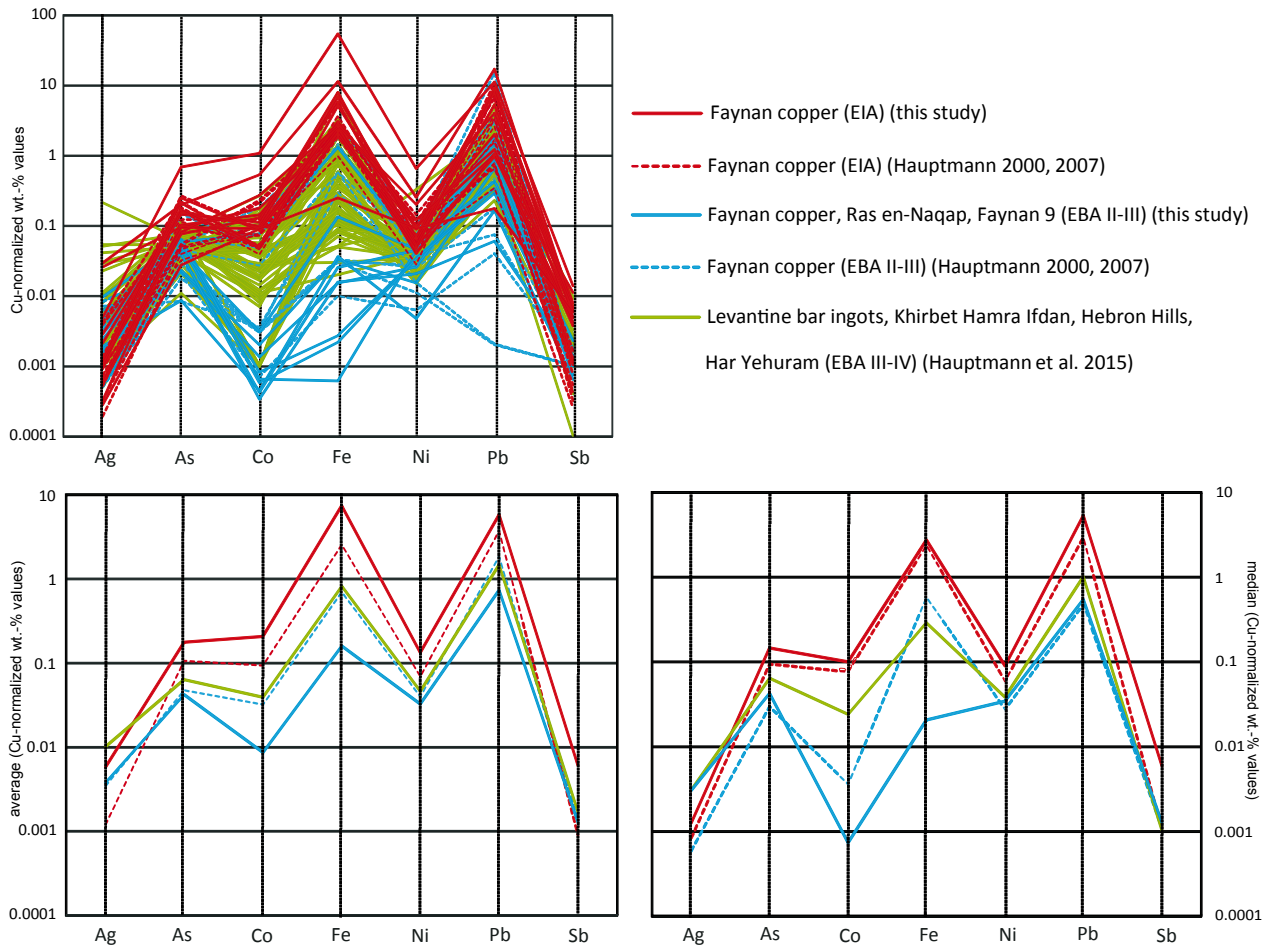 100
10
1
0.1
0.01
0.001
0.0001
Cu-normalized wt.-% values
Ag As Co Fe Ni Pb Sb
Faynan copper (EIA) (this study)
Faynan copper (EIA) (Hauptmann 2000, 2007)
Faynan copper, Ras en-Naqap, Faynan 9 (EBA II-III) (this study)
Faynan copper (EBA II-III) (Hauptmann 2000, 2007)
Levantine bar ingots, Khirbet Hamra Ifdan, Hebron Hills,
Har Yehuram (EBA III-IV) (Hauptmann et al. 2015)
10
1
0.1
0.01
0.001
0.0001
average (Cu-normalized wt.-% values)
Ag As Co Fe Ni Pb Sb
10
1
0.1
0.01
0.001
0.0001
median (Cu-normalized wt.-% values)
Ag As Co Fe Ni Pb Sb